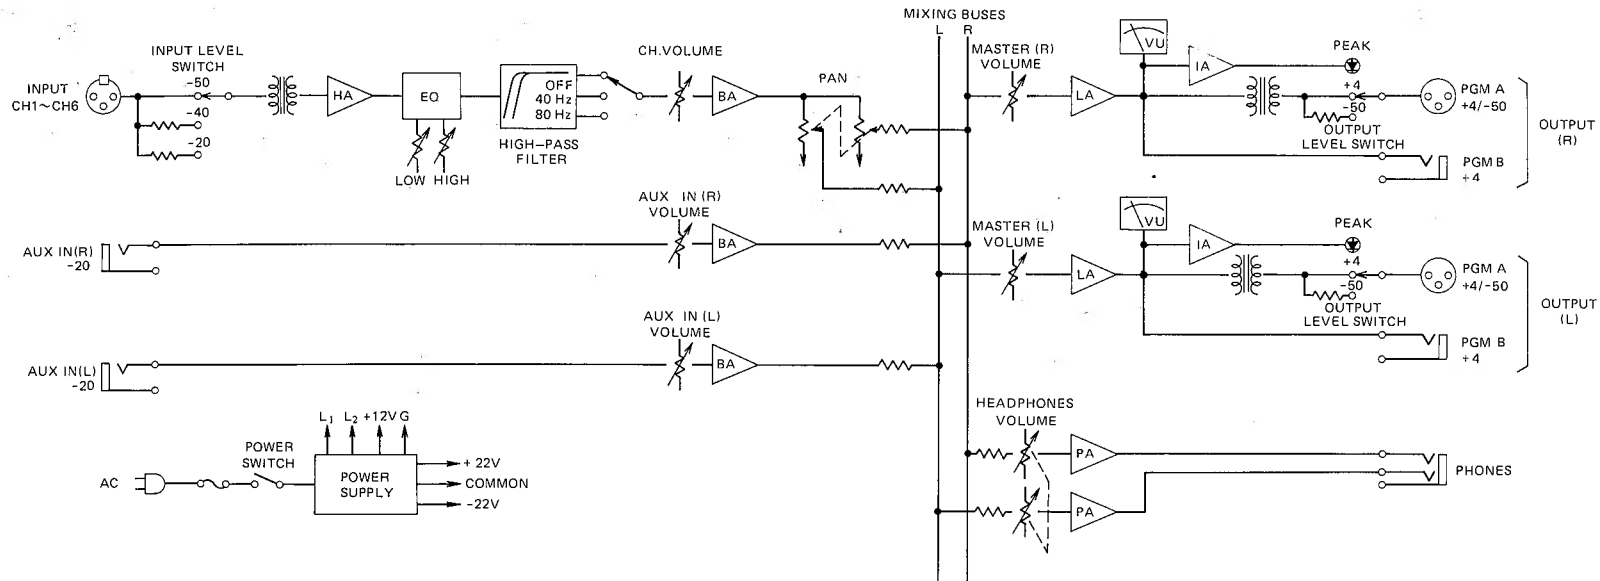 MIXING BUSES
L R
INPUT LEVEL
SWITCH
-50
-40
-20
INPUT
CH1~CH6
HA
EQ
LOW HIGH
OFF
40 Hz
80 Hz
HIGH-PASS
FILTER
CH.VOLUME
BA
PAN
MASTER (R)
VOLUME
LA
VU
IA
PEAK
+4
-50
OUTPUT
LEVEL SWITCH
PGM A
+4/-50
PGM B
+4
OUTPUT
(R)
AUX IN(R)
-20
AUX IN (R)
VOLUME
BA
MASTER (L)
VOLUME
LA
VU
IA
PEAK
+4
-50
OUTPUT
LEVEL SWITCH
PGM A
+4/-50
PGM B
+4
OUTPUT
(L)
AUX IN(L)
-20
AUX IN (L)
VOLUME
BA
HEADPHONES
VOLUME
PA
PA
PHONES
AC
POWER
SWITCH
L1 L2 +12V G
POWER
SUPPLY
+22V
COMMON
-22V